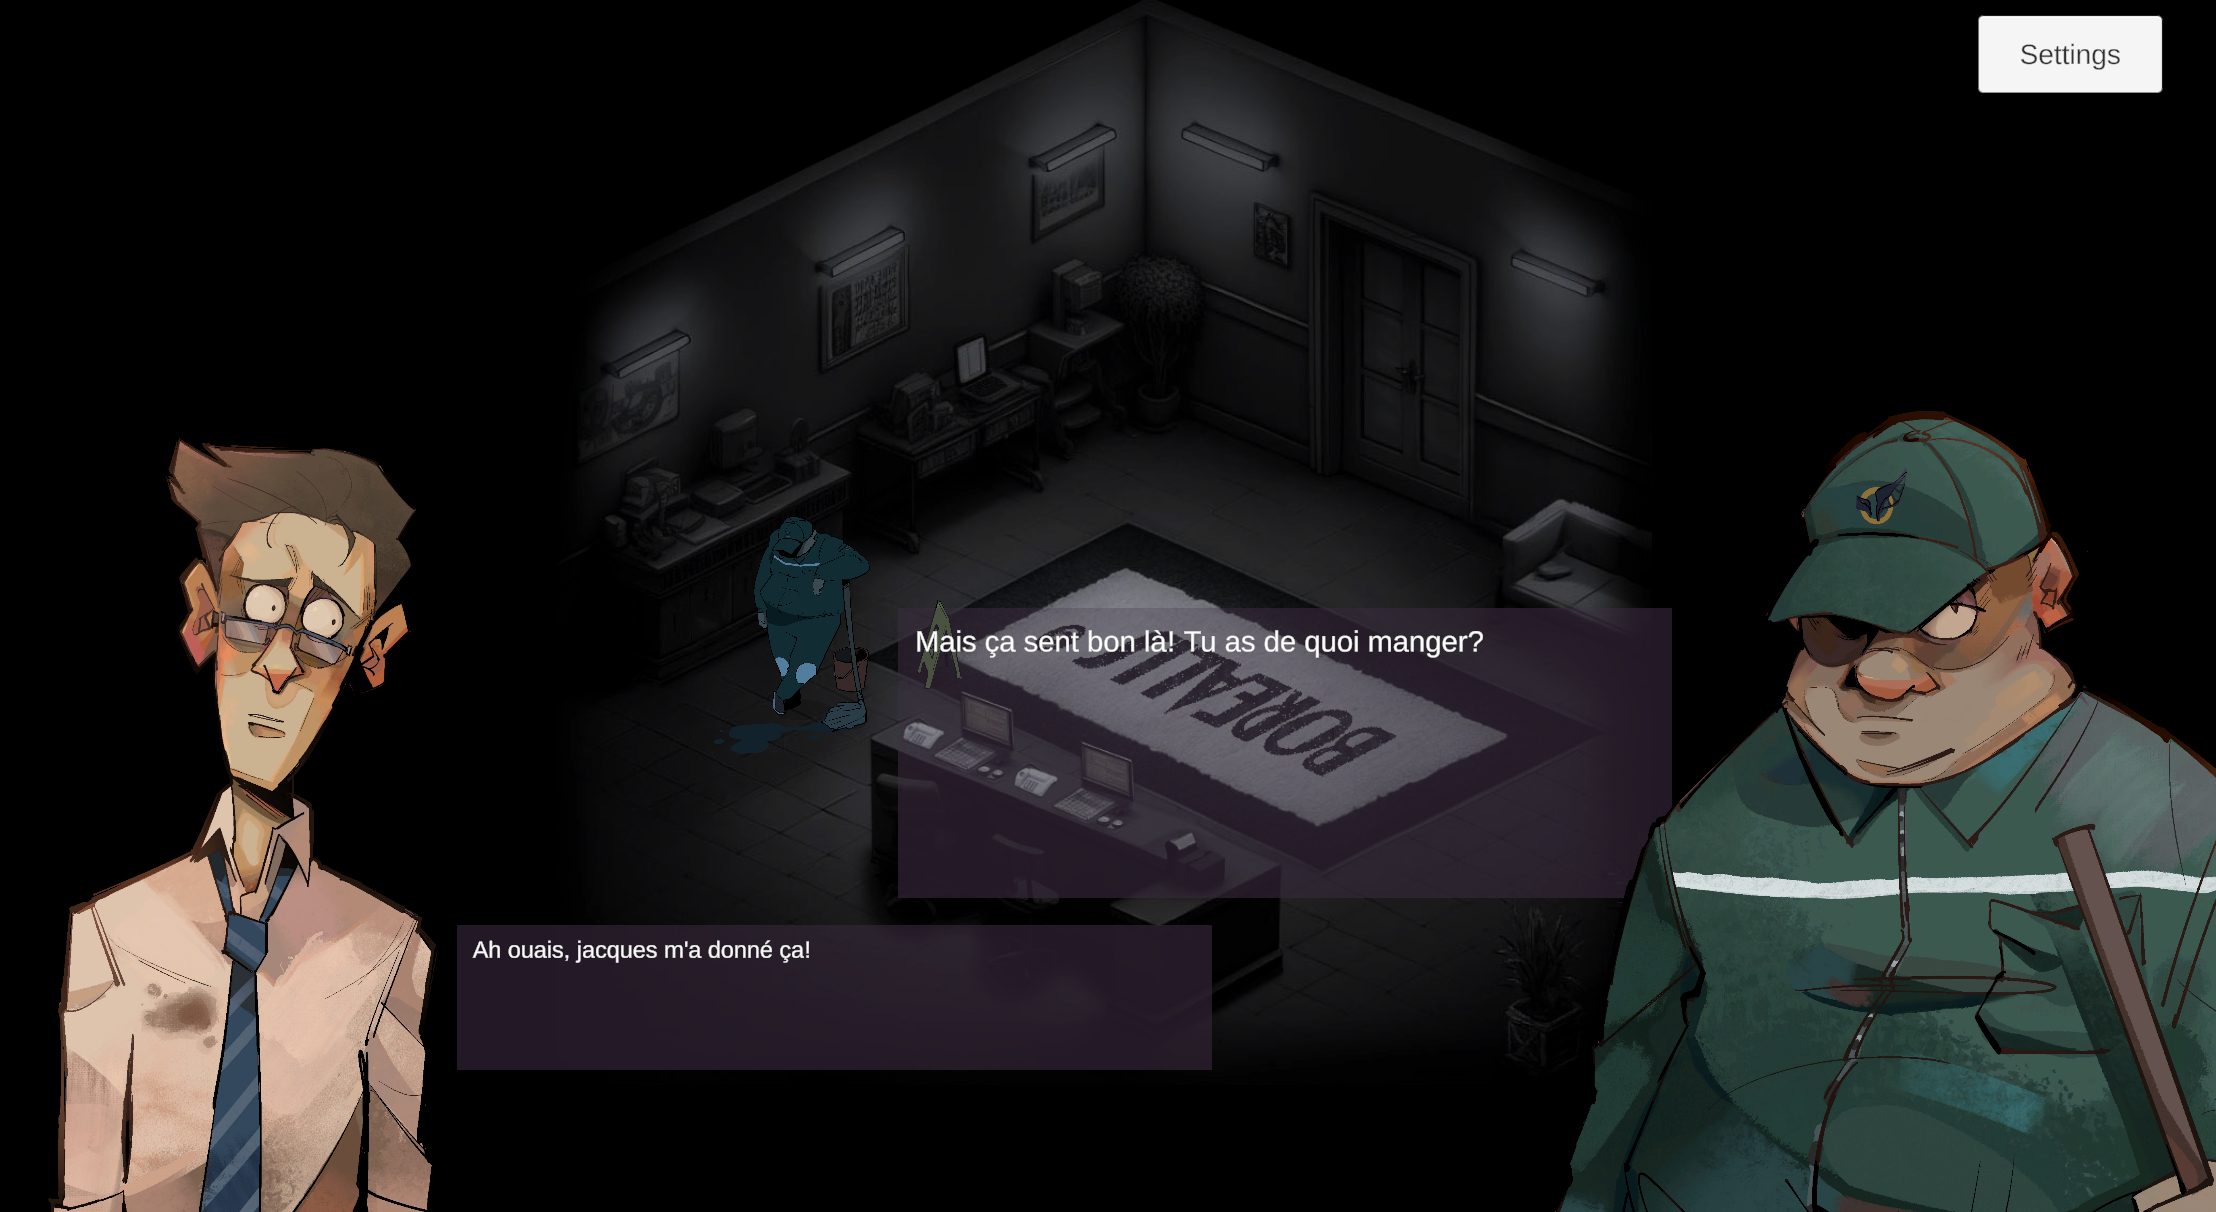 Settings
Mais ça sent bon là! Tu as de quoi manger?
BOREALIS
Ah ouais, jacques m'a donné ça!